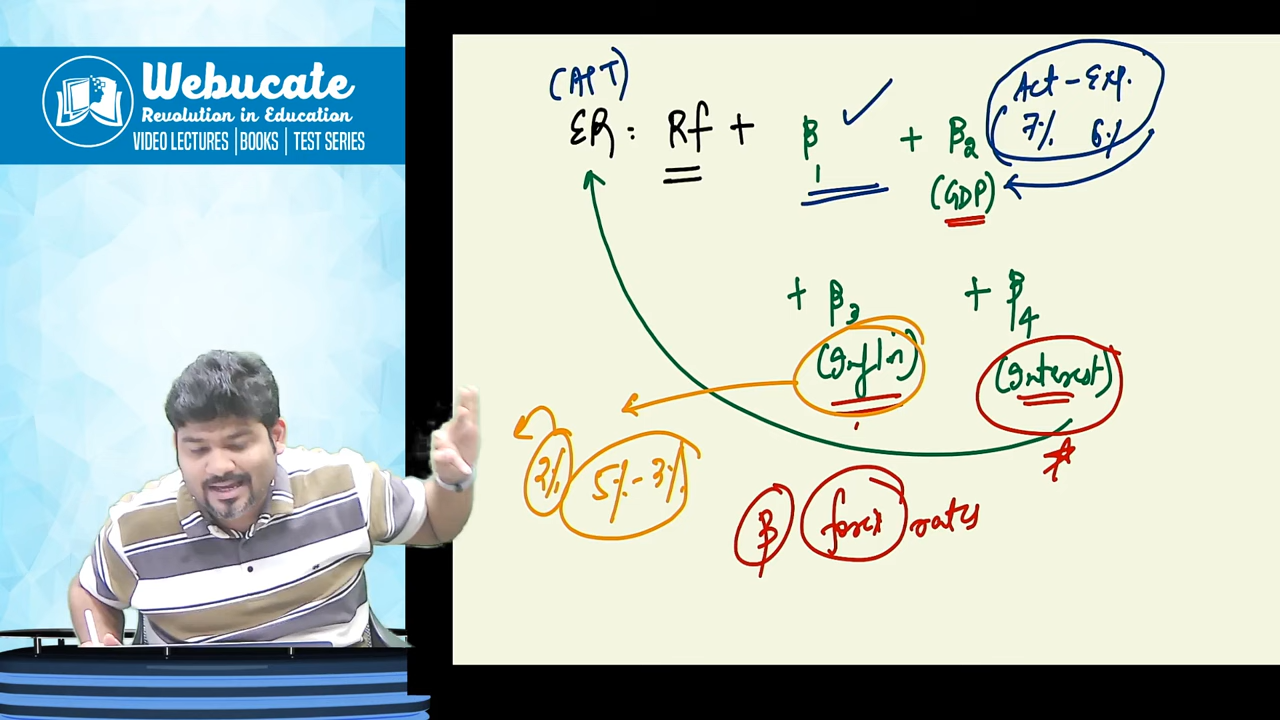 Webucate
Revolution in Education
VIDEO LECTURES | BOOKS | TEST SERIES
(APT)
ER: Rf + β1 + β2
Act - Exp.
7% 6%
(GDP)
+ β3 + β4
(Infl'n) (Interest)
2% 5% - 3%
β forex rates